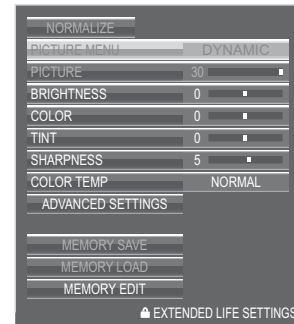 NORMALIZE
PICTURE MENU DYNAMIC
PICTURE 30
BRIGHTNESS 0
COLOR 0
TINT 0
SHARPNESS 5
COLOR TEMP NORMAL
ADVANCED SETTINGS
MEMORY SAVE
MEMORY LOAD
MEMORY EDIT
EXTENDED LIFE SETTINGS